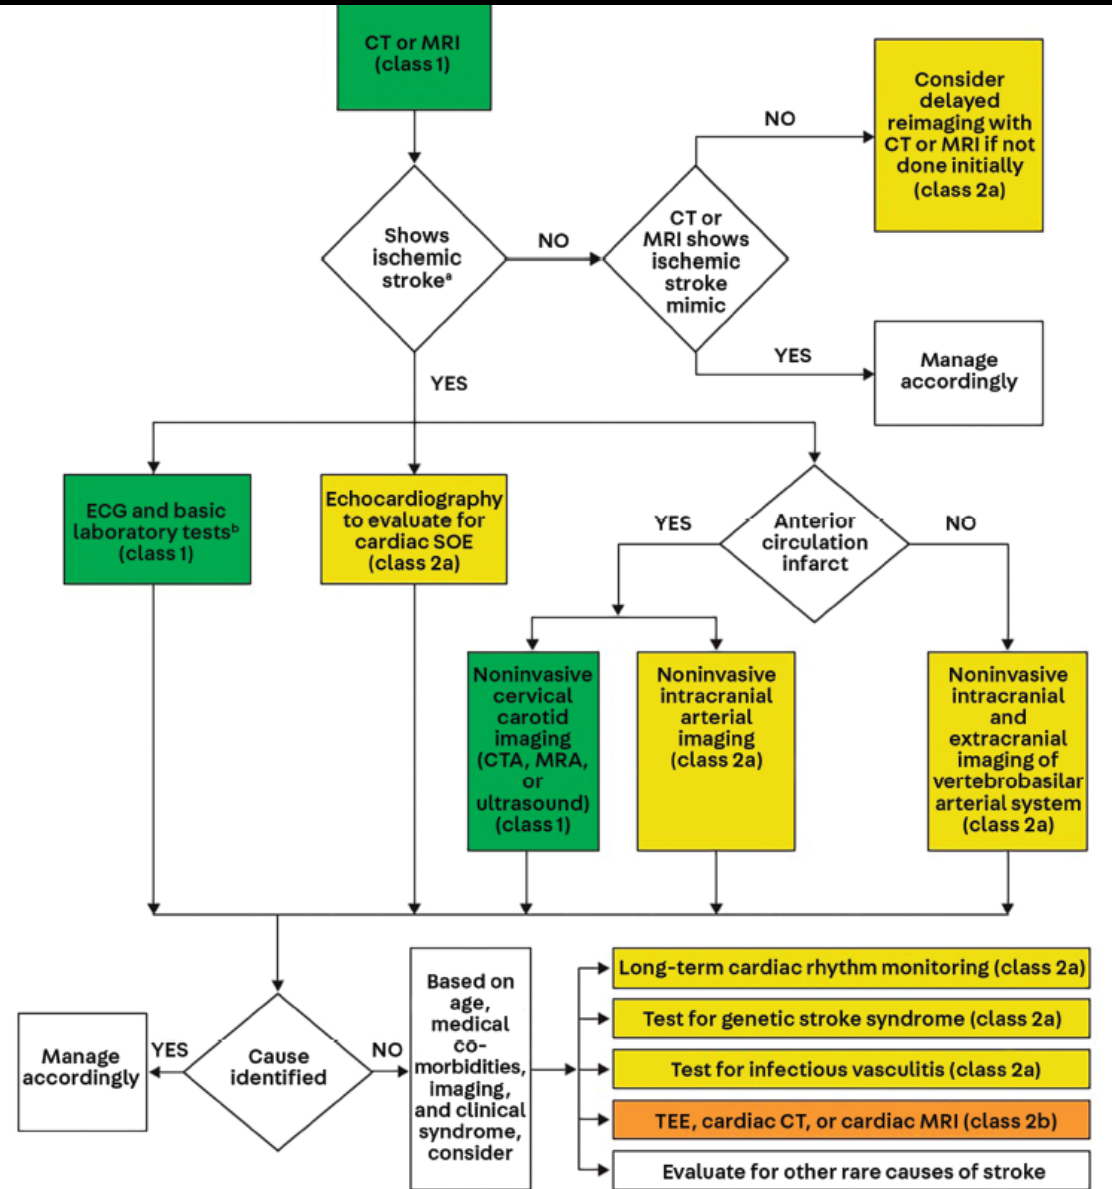 CT or MRI
(class 1)
NO
Consider
delayed
reimaging with
CT or MRI if not
done initially
(class 2a)
Shows
ischemic
strokeᵃ
NO
CT or
MRI shows
ischemic
stroke
mimic
YES
Manage
accordingly
YES
ECG and basic
laboratory testsᵇ
(class 1)
Echocardiography
to evaluate for
cardiac SOE
(class 2a)
YES
Anterior
circulation
infarct
NO
Noninvasive
cervical
carotid
imaging
(CTA, MRA,
or
ultrasound)
(class 1)
Noninvasive
intracranial
arterial
imaging
(class 2a)
Noninvasive
intracranial
and
extracranial
imaging of
vertebrobasilar
arterial system
(class 2a)
Manage
accordingly
YES
Cause
identified
NO
Based on
age,
medical
co-
morbidities,
imaging,
and clinical
syndrome,
consider
Long-term cardiac rhythm monitoring (class 2a)
Test for genetic stroke syndrome (class 2a)
Test for infectious vasculitis (class 2a)
TEE, cardiac CT, or cardiac MRI (class 2b)
Evaluate for other rare causes of stroke